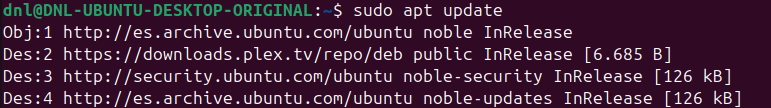 dnl@DNL-UBUNTU-DESKTOP-ORIGINAL:~$ sudo apt update
Obj:1 http://es.archive.ubuntu.com/ubuntu noble InRelease
Des:2 https://downloads.plex.tv/repo/deb public InRelease [6.685 B]
Des:3 http://security.ubuntu.com/ubuntu noble-security InRelease [126 kB]
Des:4 http://es.archive.ubuntu.com/ubuntu noble-updates InRelease [126 kB]